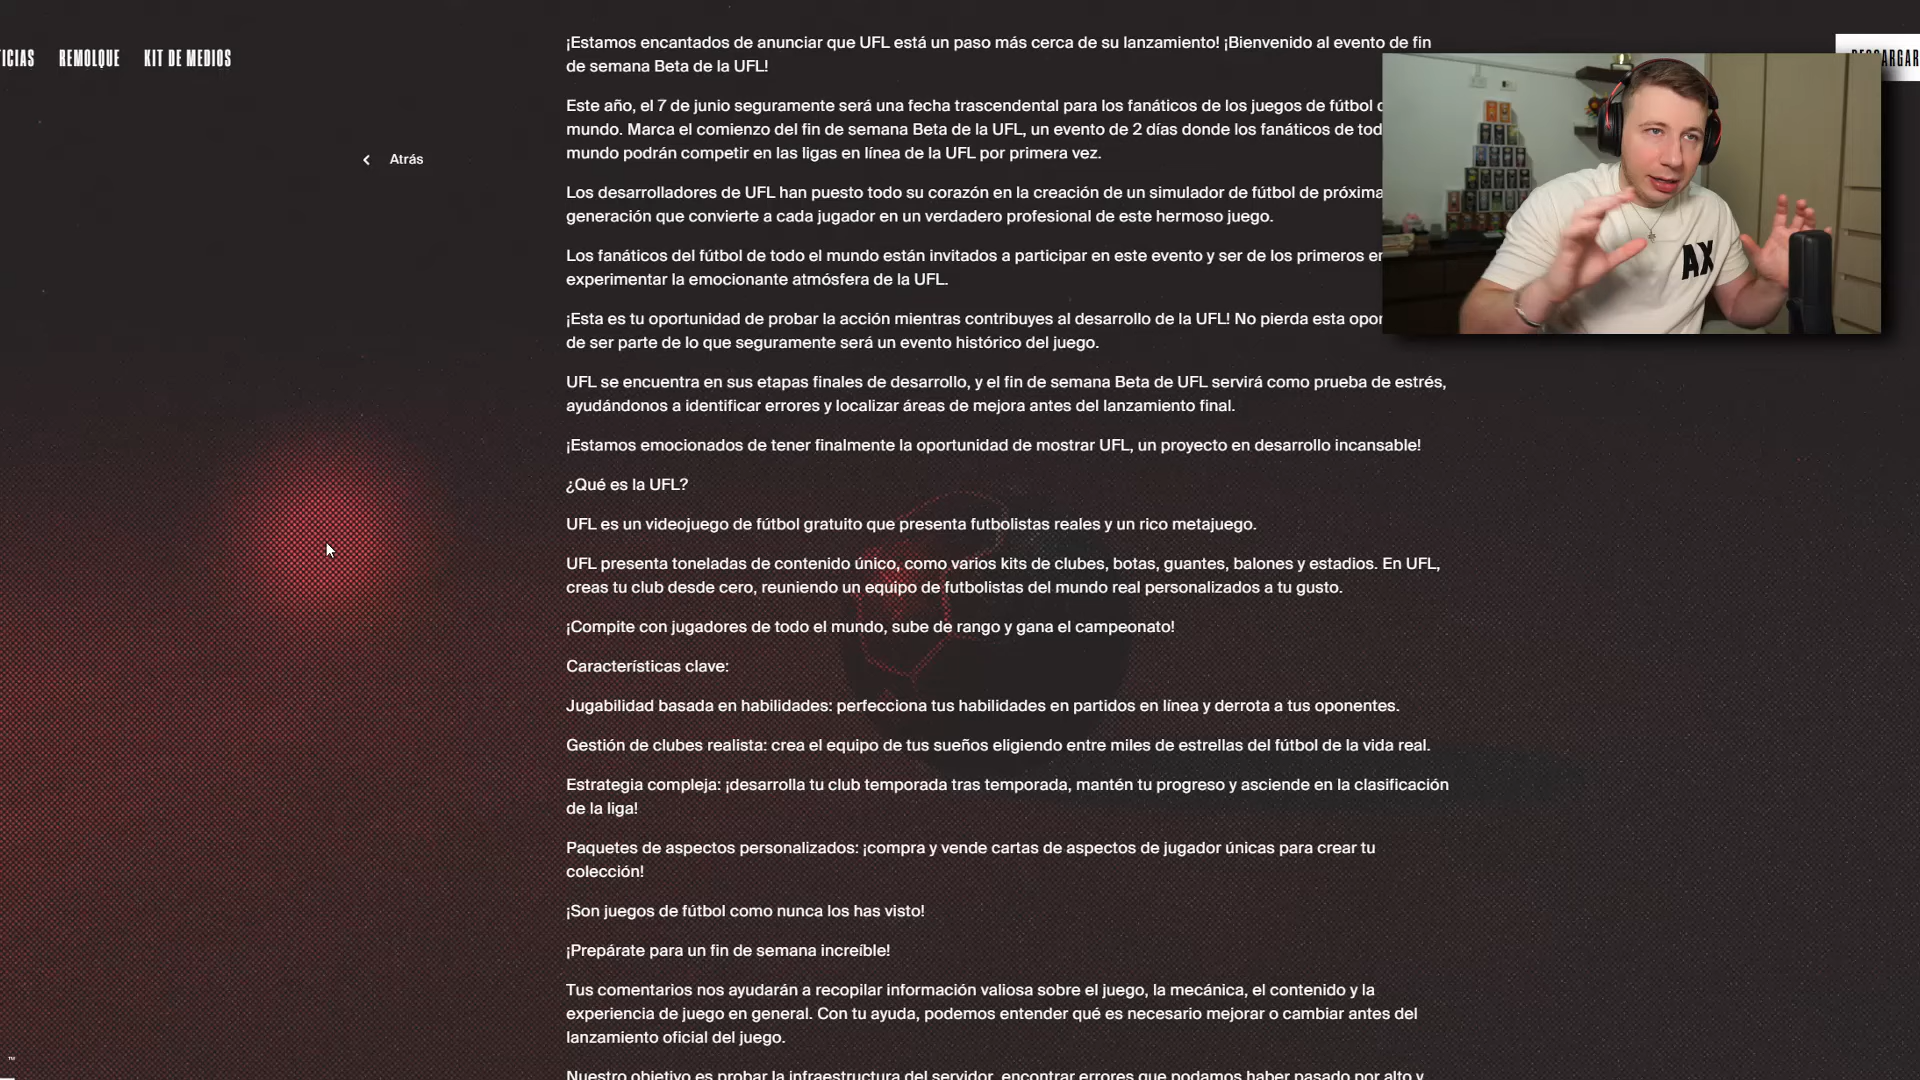 REMOLQUE
KIT DE MEDIOS
Atrás
¡Estamos encantados de anunciar que UFL está un paso más cerca de su lanzamiento! ¡Bienvenido al evento de fin
de semana Beta de la UFL!
Este año, el 7 de junio seguramente será una fecha trascendental para los fanáticos de los juegos de fútbol
mundo. Marca el comienzo del fin de semana Beta de la UFL, un evento de 2 días donde los fanáticos de
mundo podrán competir en las ligas en línea de la UFL por primera vez.
Los desarrolladores de UFL han puesto todo su corazón en la creación de un simulador de fútbol de próxima
generación que convierte a cada jugador en un verdadero profesional de este hermoso juego.
Los fanáticos del fútbol de todo el mundo están invitados a participar en este evento y ser de los primeros
experimentar la emocionante atmósfera de la UFL.
¡Esta es tu oportunidad de probar la acción mientras contribuyes al desarrollo de la UFL! No pierda esta
de ser parte de lo que seguramente será un evento histórico del juego.
UFL se encuentra en sus etapas finales de desarrollo, y el fin de semana Beta de UFL servirá como prueba de estrés,
ayudándonos a identificar errores y localizar áreas de mejora antes del lanzamiento final.
¡Estamos emocionados de tener finalmente la oportunidad de mostrar UFL, un proyecto en desarrollo incansable!
¿Qué es la UFL?
UFL es un videojuego de fútbol gratuito que presenta futbolistas reales y un rico metajuego.
UFL presenta toneladas de contenido único, como varios kits de clubes, botas, guantes, balones y estadios. En UFL,
creas tu club desde cero, reuniendo un equipo de futbolistas del mundo real personalizados a tu gusto.
¡Compite con jugadores de todo el mundo, sube de rango y gana el campeonato!
Características clave:
Jugabilidad basada en habilidades: perfecciona tus habilidades en partidos en línea y derrota a tus oponentes.
Gestión de clubes realista: crea el equipo de tus sueños eligiendo entre miles de estrellas del fútbol de la vida real.
Estrategia compleja: ¡desarrolla tu club temporada tras temporada, mantén tu progreso y asciende en la clasificación
de la liga!
Paquetes de aspectos personalizados: ¡compra y vende cartas de aspectos de jugador únicas para crear tu
colección!
¡Son juegos de fútbol como nunca los has visto!
¡Prepárate para un fin de semana increíble!
Tus comentarios nos ayudarán a recopilar información valiosa sobre el juego, la mecánica, el contenido y la
experiencia de juego en general. Con tu ayuda, podemos entender qué es necesario mejorar o cambiar antes del
lanzamiento oficial del juego.
Nuestro objetivo es probar la infraestructura del servidor, encontrar errores que podamos haber pasado por alto y
AX